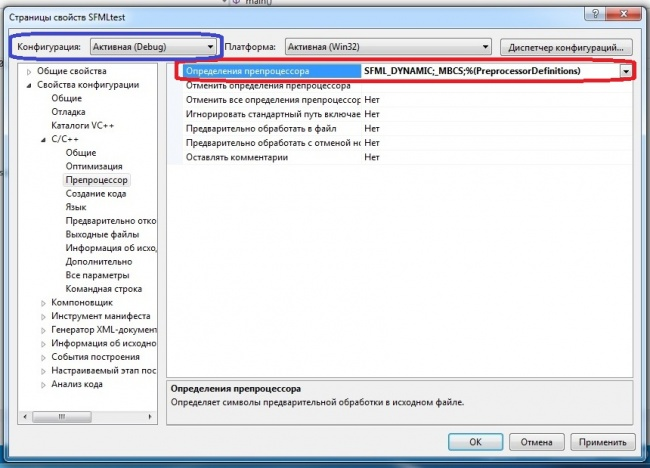 main()
Страницы свойств SFMLtest
Конфигурация: Активная (Debug) Платформа: Активная (Win32) Диспетчер конфигураций...
Общие свойства
Свойства конфигурации
Общие
Отладка
Каталоги VC++
C/C++
Общие
Оптимизация
Препроцессор
Создание кода
Язык
Предварительно отко
Выходные файлы
Информация об исход
Дополнительно
Все параметры
Командная строка
Компоновщик
Инструмент манифеста
Генератор XML-документ
Информация об исходно
События построения
Настраиваемый этап пос
Анализ кода
Определения препроцессора SFML_DYNAMIC;_MBCS;%(PreprocessorDefinitions)
Отменить определения препроцессора
Отменить все определения препроцессор Нет
Игнорировать стандартный путь включае Нет
Предварительно обработать в файл Нет
Предварительно обработать с отменой но Нет
Оставлять комментарии Нет
Определения препроцессора
Определяет символы предварительной обработки в исходном файле.
ОК Отмена Применить